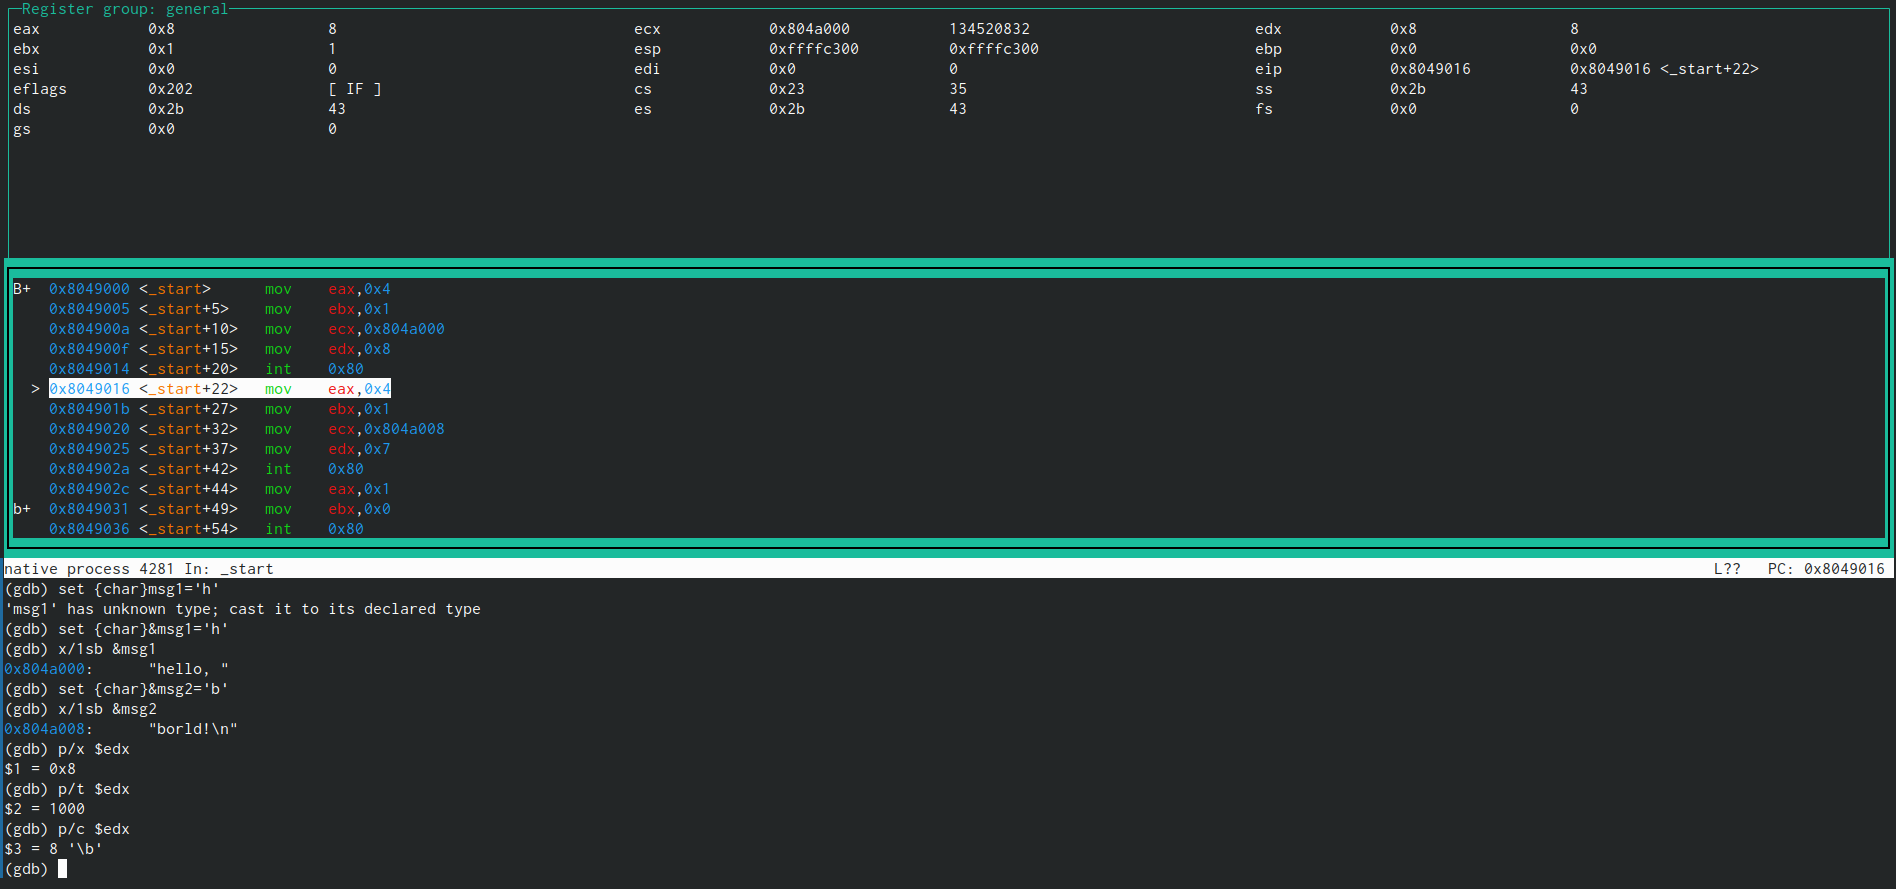 Register group: general
eax 0x8 8 ecx 0x804a000 134520832 edx 0x8 8
ebx 0x1 1 esp 0xffffc300 0xffffc300 ebp 0x0 0x0
esi 0x0 0 edi 0x0 0 eip 0x8049016 0x8049016 <_start+22>
eflags 0x202 [ IF ] cs 0x23 35 ss 0x2b 43
ds 0x2b 43 es 0x2b 43 fs 0x0 0
gs 0x0 0
B+ 0x8049000 <_start> mov eax,0x4
0x8049005 <_start+5> mov ebx,0x1
0x804900a <_start+10> mov ecx,0x804a000
0x804900f <_start+15> mov edx,0x8
0x8049014 <_start+20> int 0x80
> 0x8049016 <_start+22> mov eax,0x4
0x804901b <_start+27> mov ebx,0x1
0x8049020 <_start+32> mov ecx,0x804a008
0x8049025 <_start+37> mov edx,0x7
0x804902a <_start+42> int 0x80
0x804902c <_start+44> mov eax,0x1
b+ 0x8049031 <_start+49> mov ebx,0x0
0x8049036 <_start+54> int 0x80
native process 4281 In: _start L?? PC: 0x8049016
(gdb) set {char}msg1='h'
'msg1' has unknown type; cast it to its declared type
(gdb) set {char}&msg1='h'
(gdb) x/1sb &msg1
0x804a000: "hello, "
(gdb) set {char}&msg2='b'
(gdb) x/1sb &msg2
0x804a008: "borld!\n"
(gdb) p/x $edx
$1 = 0x8
(gdb) p/t $edx
$2 = 1000
(gdb) p/c $edx
$3 = 8 '\b'
(gdb)